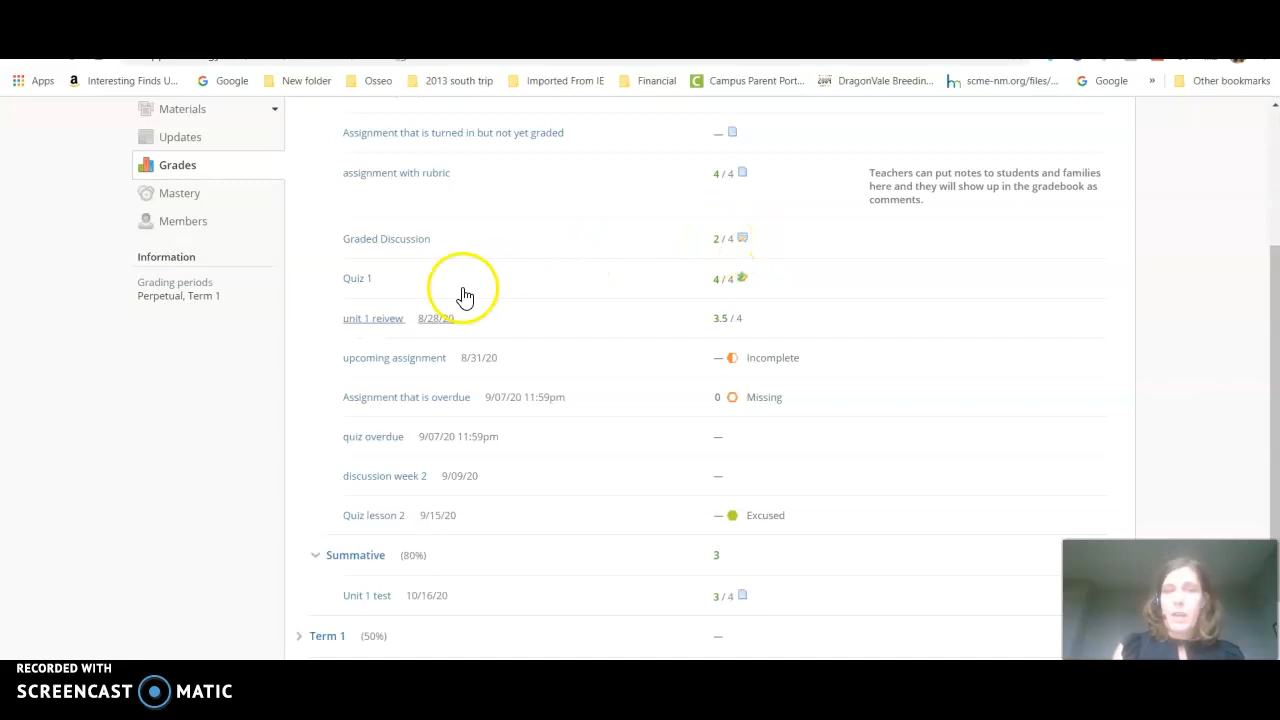 Apps Interesting Finds U... Google New folder Osseo 2013 south trip Imported From IE Financial Campus Parent Port... DragonVale Breedin... scme-nm.org/files/... Google » Other bookmarks
Materials
Updates
Grades
Mastery
Members
Information
Grading periods
Perpetual, Term 1
Assignment that is turned in but not yet graded —
assignment with rubric 4 / 4 Teachers can put notes to students and families
here and they will show up in the gradebook as
comments.
Graded Discussion 2 / 4
Quiz 1 4 / 4
unit 1 reivew 8/28/20 3.5 / 4
upcoming assignment 8/31/20 — Incomplete
Assignment that is overdue 9/07/20 11:59pm 0 Missing
quiz overdue 9/07/20 11:59pm —
discussion week 2 9/09/20 —
Quiz lesson 2 9/15/20 — Excused
Summative (80%) 3
Unit 1 test 10/16/20 3 / 4
Term 1 (50%) —
RECORDED WITH
SCREENCAST MATIC